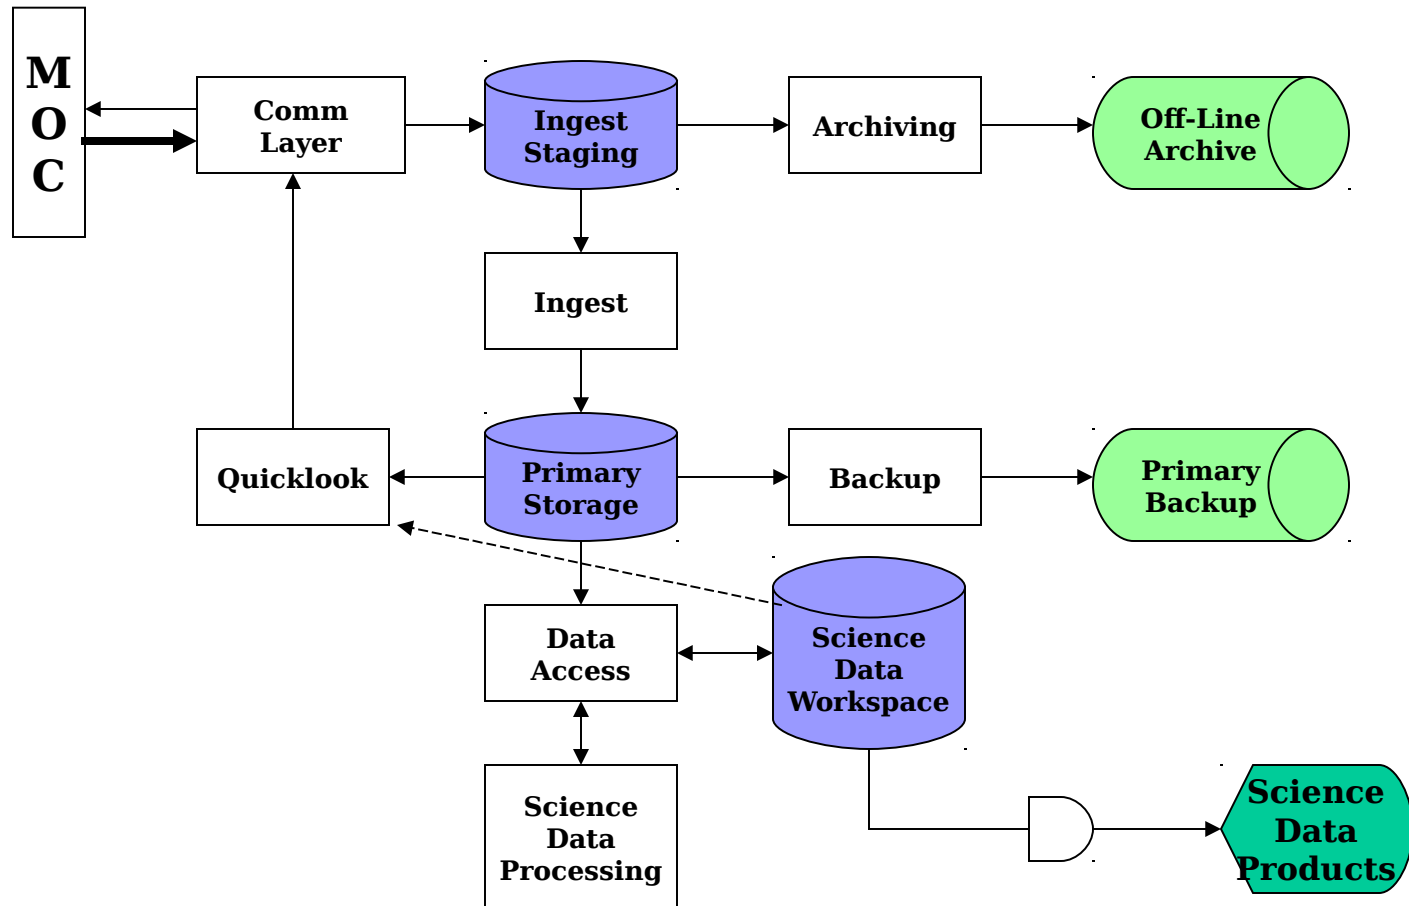 M
O
C
Comm
Layer
Ingest
Staging
Archiving
Off-Line
Archive
Ingest
Quicklook
Primary
Storage
Backup
Primary
Backup
Data
Access
Science
Data
Workspace
Science
Data
Processing
Science
Data
Products